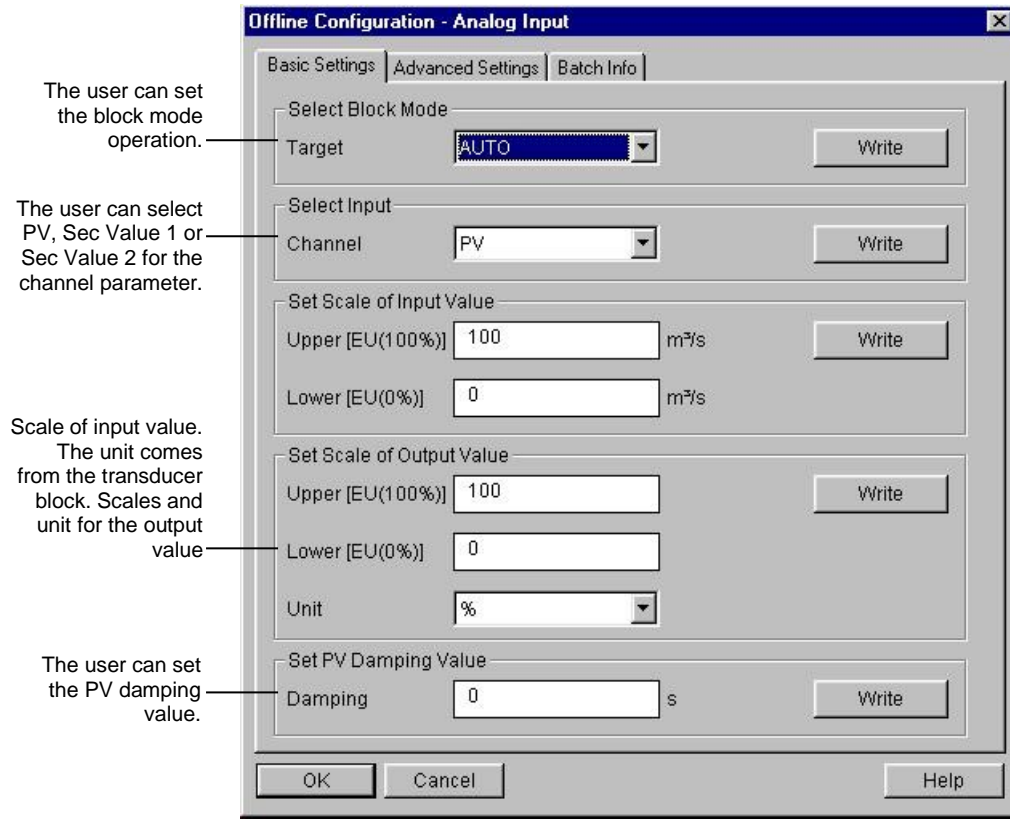 Offline Configuration - Analog Input
Basic Settings Advanced Settings Batch Info
The user can set
the block mode
operation.
Select Block Mode
Target AUTO Write
The user can select
PV, Sec Value 1 or
Sec Value 2 for the
channel parameter.
Select Input
Channel PV Write
Set Scale of Input Value
Upper [EU(100%)] 100 m³/s Write
Lower [EU(0%)] 0 m³/s
Scale of input value.
The unit comes
from the transducer
block. Scales and
unit for the output
value
Set Scale of Output Value
Upper [EU(100%)] 100 Write
Lower [EU(0%)] 0
Unit %
The user can set
the PV damping
value.
Set PV Damping Value
Damping 0 s Write
OK Cancel Help